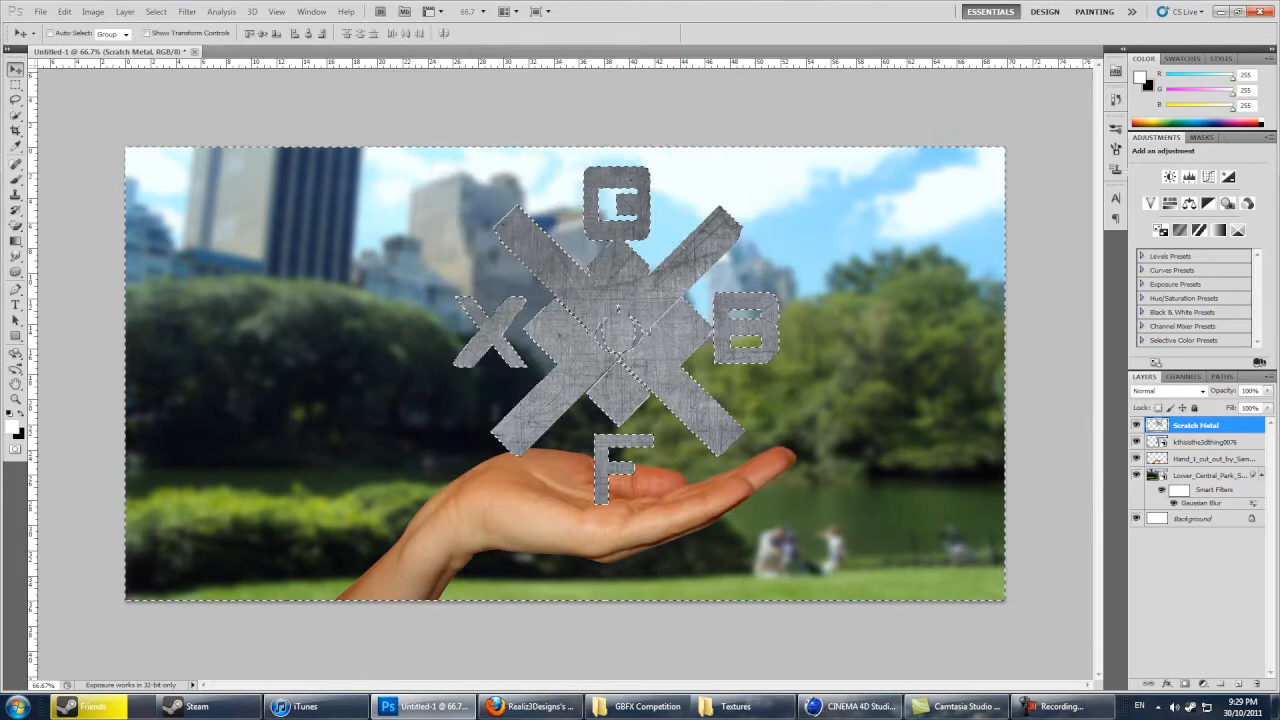 Ps File Edit Image Layer Select Filter Analysis 3D View Window Help Br Mb 66.7 ESSENTIALS DESIGN PAINTING CS Live
Auto-Select: Group Show Transform Controls
Untitled-1 @ 66.7% (Scratch Metal, RGB/8) *
COLOR SWATCHES STYLES
R 255
G 255
B 255
ADJUSTMENTS MASKS
Add an adjustment
Levels Presets
Curves Presets
Exposure Presets
Hue/Saturation Presets
Black & White Presets
Channel Mixer Presets
Selective Color Presets
X B
F
LAYERS CHANNELS PATHS
Normal Opacity: 100%
Lock: Fill: 100%
Scratch Metal
kthisisthe3dthing0076
Hand_1_cut_out_by_Sam...
Lower_Central_Park_S...
Smart Filters
Gaussian Blur
Background
66.67% Exposure works in 32-bit only
Friends Steam iTunes Untitled-1 @ 66.7%... Realiz3Designs's ... GBFX Competition Textures CINEMA 4D Studi... Camtasia Studio ... Recording... EN 9:29 PM
30/10/2011